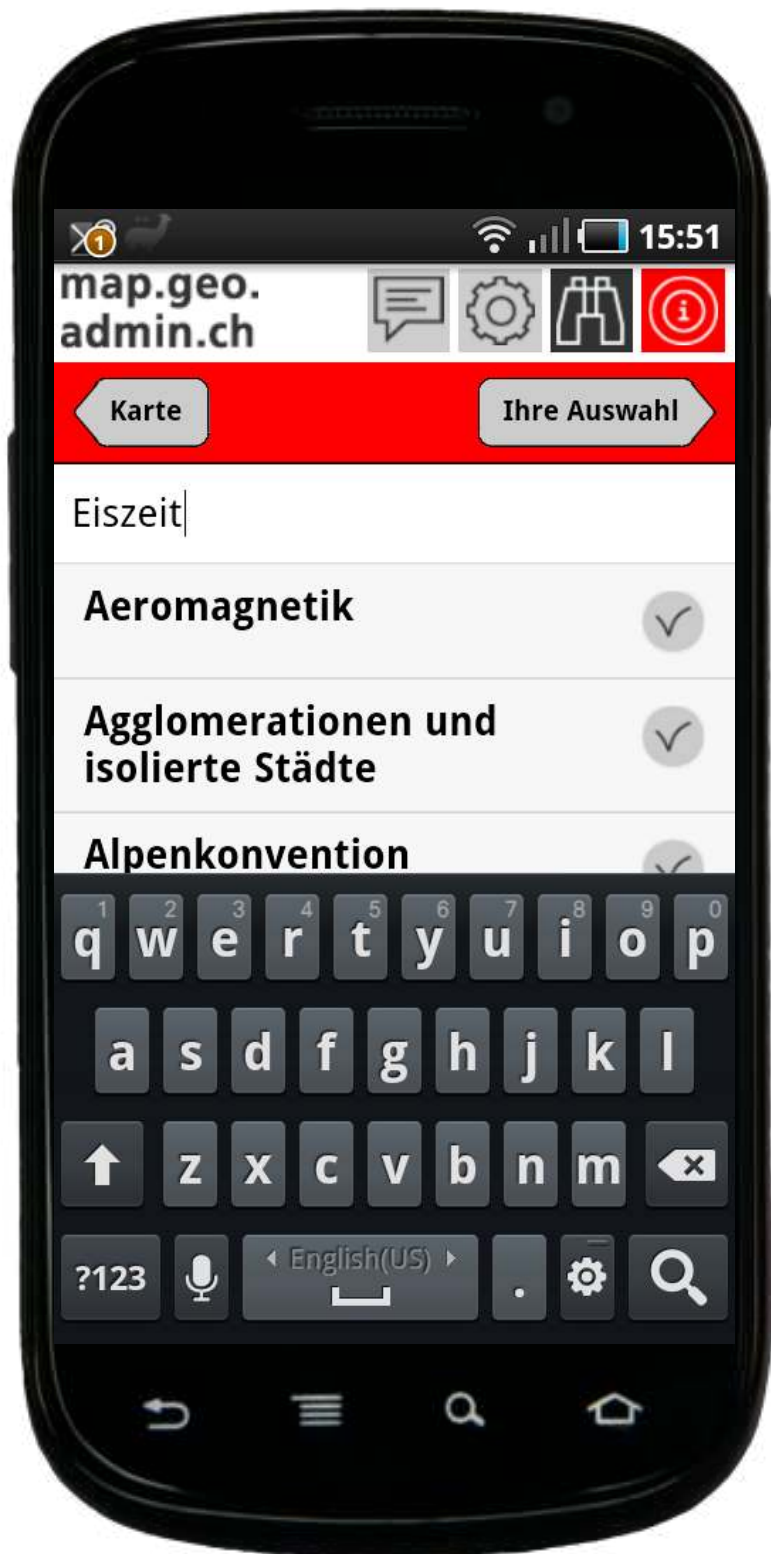 1
15:51
map.geo.
admin.ch
i
Karte
Ihre Auswahl
Eiszeit
Aeromagnetik
Agglomerationen und
isolierte Städte
Alpenkonvention
1 2 3 4 5 6 7 8 9 0
q w e r t y u i o p
a s d f g h j k l
z x c v b n m
?123
English(US)
.